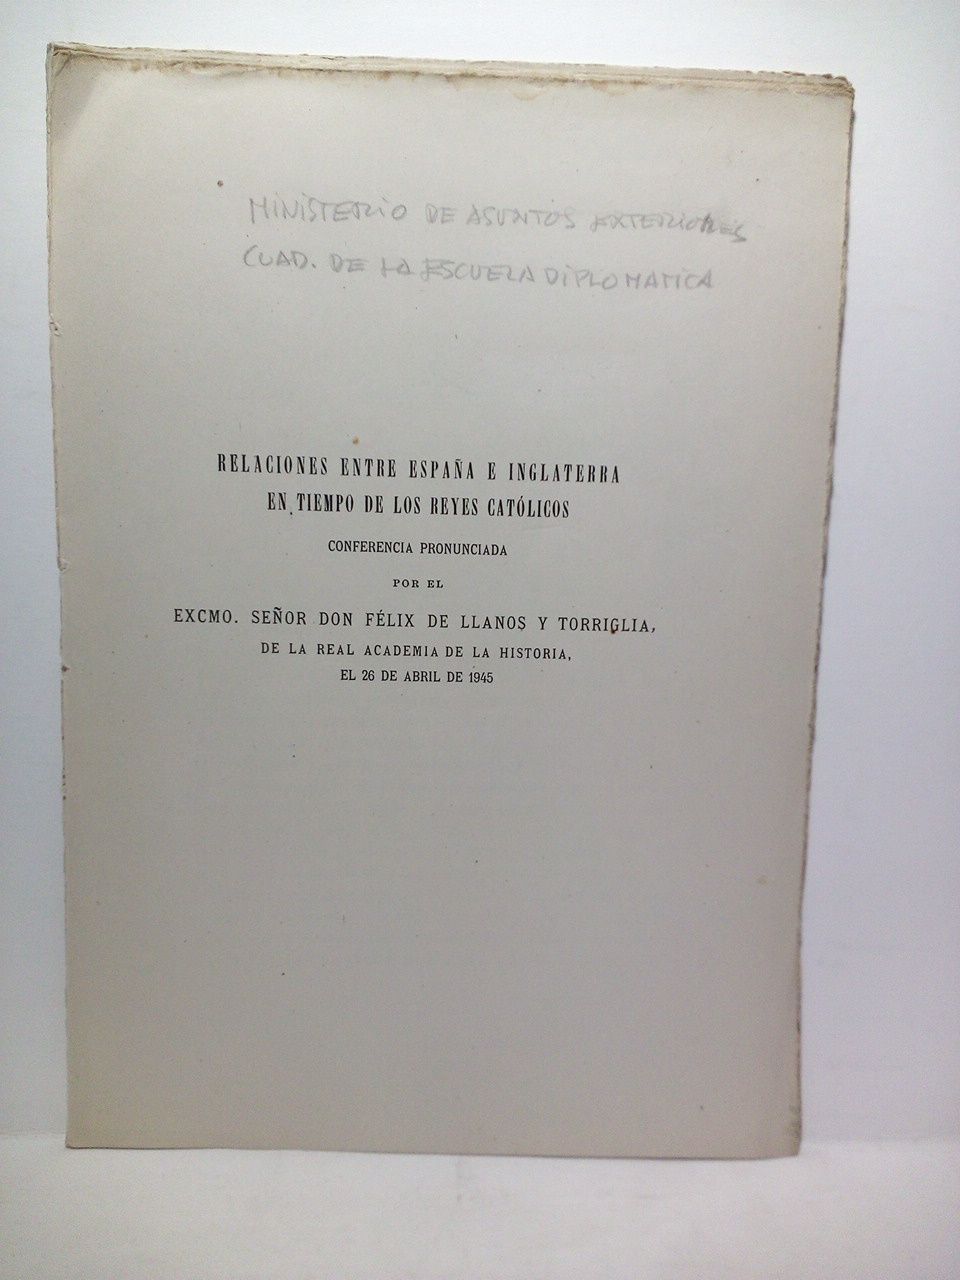 MINISTERIO DE ASUNTOS EXTERIORES
CUAD. DE LA ESCUELA DIPLOMATICA
RELACIONES ENTRE ESPAÑA E INGLATERRA
EN TIEMPO DE LOS REYES CATÓLICOS
CONFERENCIA PRONUNCIADA
POR EL
EXCMO. SEÑOR DON FÉLIX DE LLANOS Y TORRIGLIA,
DE LA REAL ACADEMIA DE LA HISTORIA,
EL 26 DE ABRIL DE 1945